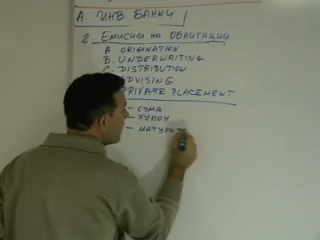 А. ИНВ. БАНКИ
2. ЕМИСИИ НА ОБЛИГАЦИИ
A. ORIGINATION
B. UNDERWRITING
C. DISTRIBUTION
ADVISING
PRIVATE PLACEMENT
- СУМА
- КУПОН
- МАТУРИ